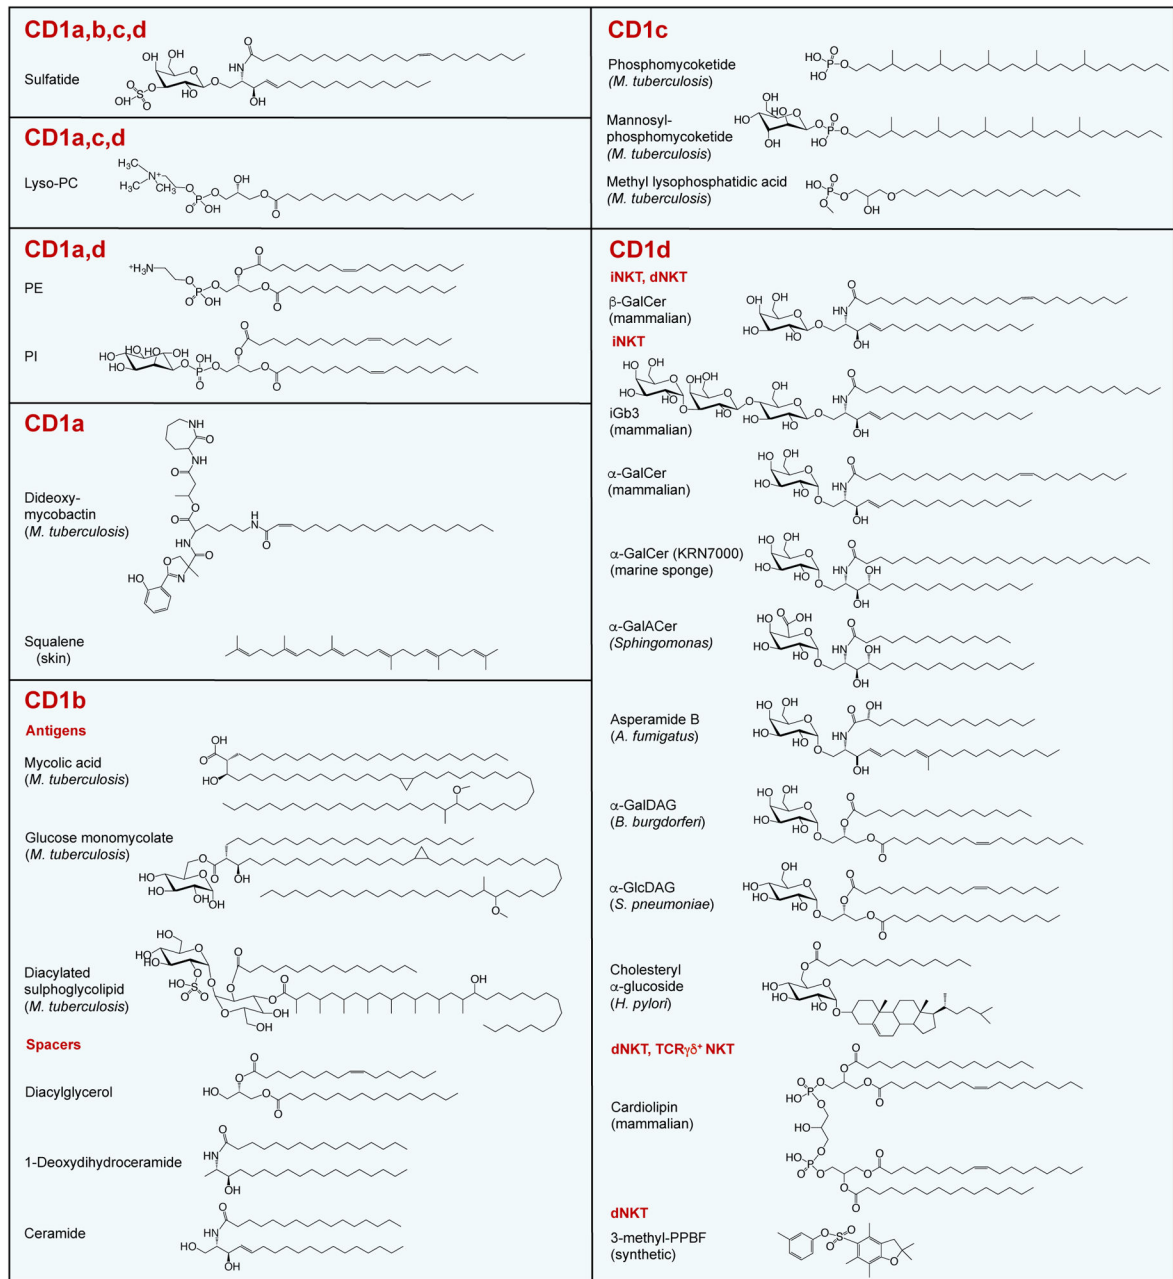 CD1a,b,c,d
Sulfatide
CD1a,c,d
Lyso-PC
CD1a,d
PE
PI
CD1a
Dideoxy-
mycobactin
(M. tuberculosis)
Squalene
(skin)
CD1b
Antigens
Mycolic acid
(M. tuberculosis)
Glucose monomycolate
(M. tuberculosis)
Diacylated
sulphoglycolipid
(M. tuberculosis)
Spacers
Diacylglycerol
1-Deoxydihydroceramide
Ceramide
CD1c
Phosphomycoketide
(M. tuberculosis)
Mannosyl-
phosphomycoketide
(M. tuberculosis)
Methyl lysophosphatidic acid
(M. tuberculosis)
CD1d
iNKT, dNKT
β-GalCer
(mammalian)
iNKT
iGb3
(mammalian)
α-GalCer
(mammalian)
α-GalCer (KRN7000)
(marine sponge)
α-GalACer
(Sphingomonas)
Asperamide B
(A. fumigatus)
α-GalDAG
(B. burgdorferi)
α-GlcDAG
(S. pneumoniae)
Cholesteryl
α-glucoside
(H. pylori)
dNKT, TCRγδ⁺ NKT
Cardiolipin
(mammalian)
dNKT
3-methyl-PPBF
(synthetic)